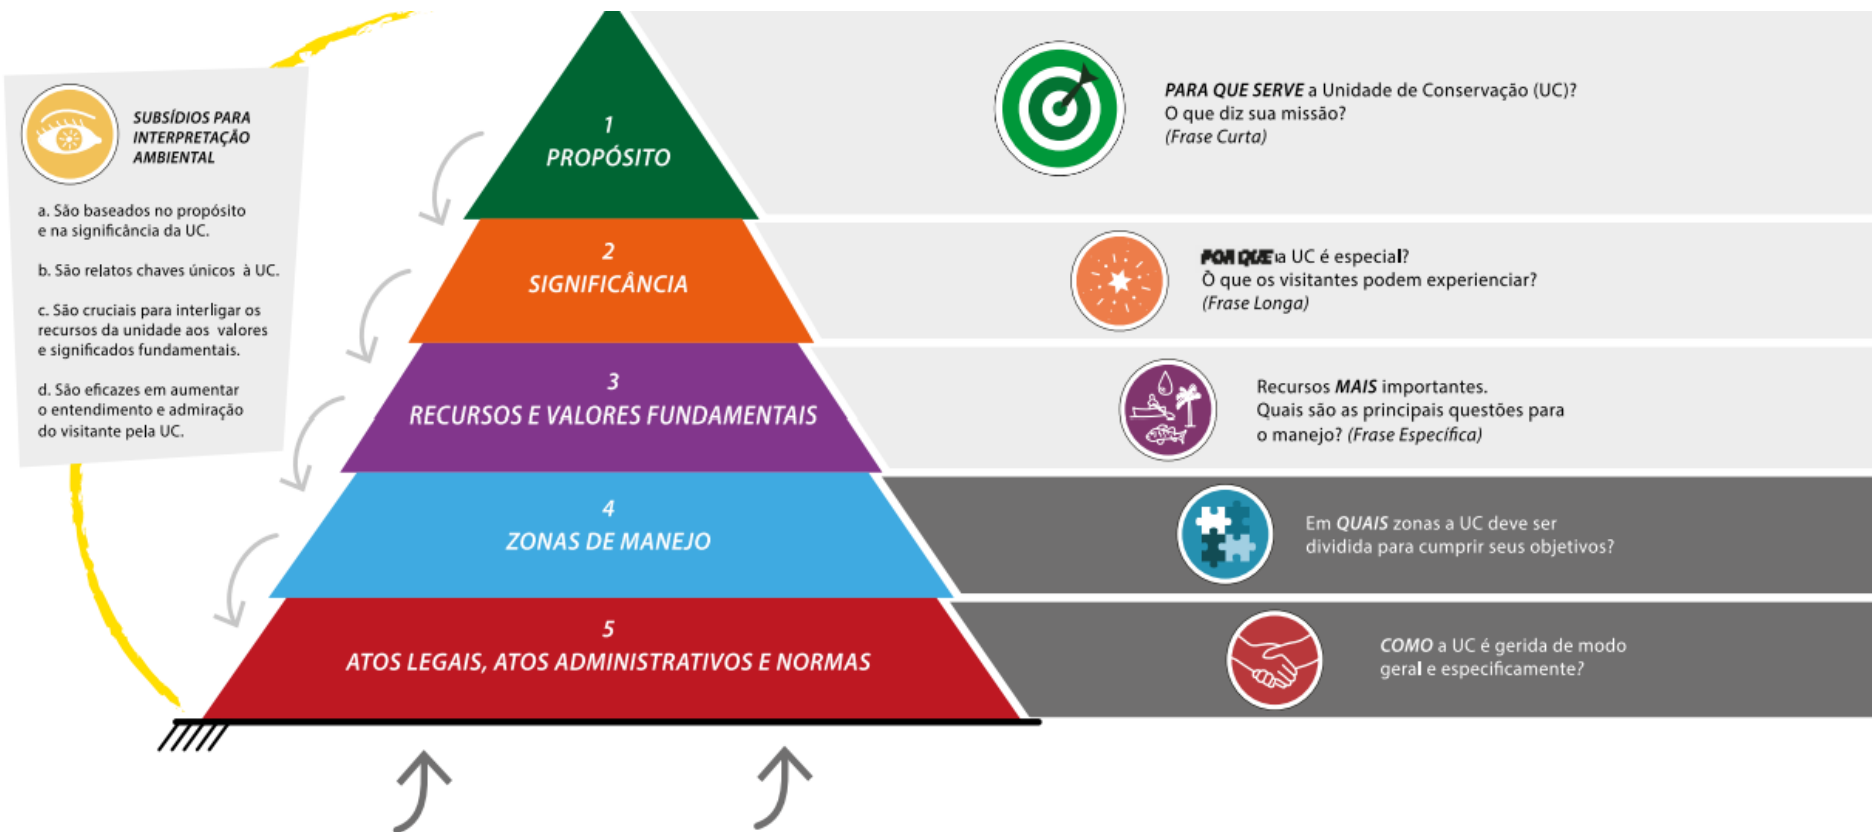 SUBSÍDIOS PARA
INTERPRETAÇÃO
AMBIENTAL
a. São baseados no propósito
e na significância da UC.
b. São relatos chaves únicos à UC.
c. São cruciais para interligar os
recursos da unidade aos valores
e significados fundamentais.
d. São eficazes em aumentar
o entendimento e admiração
do visitante pela UC.
1
PROPÓSITO
PARA QUE SERVE a Unidade de Conservação (UC)?
O que diz sua missão?
(Frase Curta)
2
SIGNIFICÂNCIA
POR QUE a UC é especial?
O que os visitantes podem experienciar?
(Frase Longa)
3
RECURSOS E VALORES FUNDAMENTAIS
Recursos MAIS importantes.
Quais são as principais questões para
o manejo? (Frase Específica)
4
ZONAS DE MANEJO
Em QUAIS zonas a UC deve ser
dividida para cumprir seus objetivos?
5
ATOS LEGAIS, ATOS ADMINISTRATIVOS E NORMAS
COMO a UC é gerida de modo
geral e especificamente?